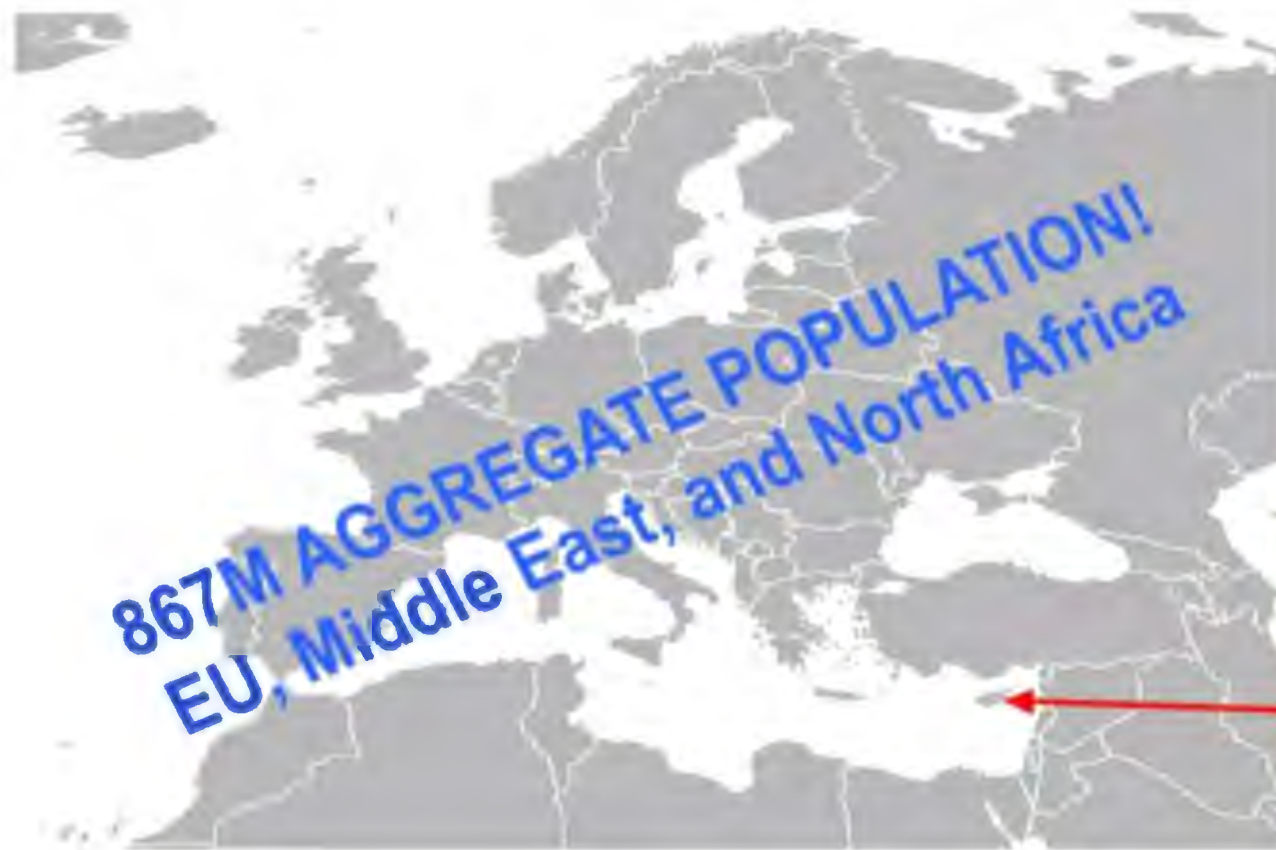 867M AGGREGATE POPULATION!
EU, Middle East, and North Africa